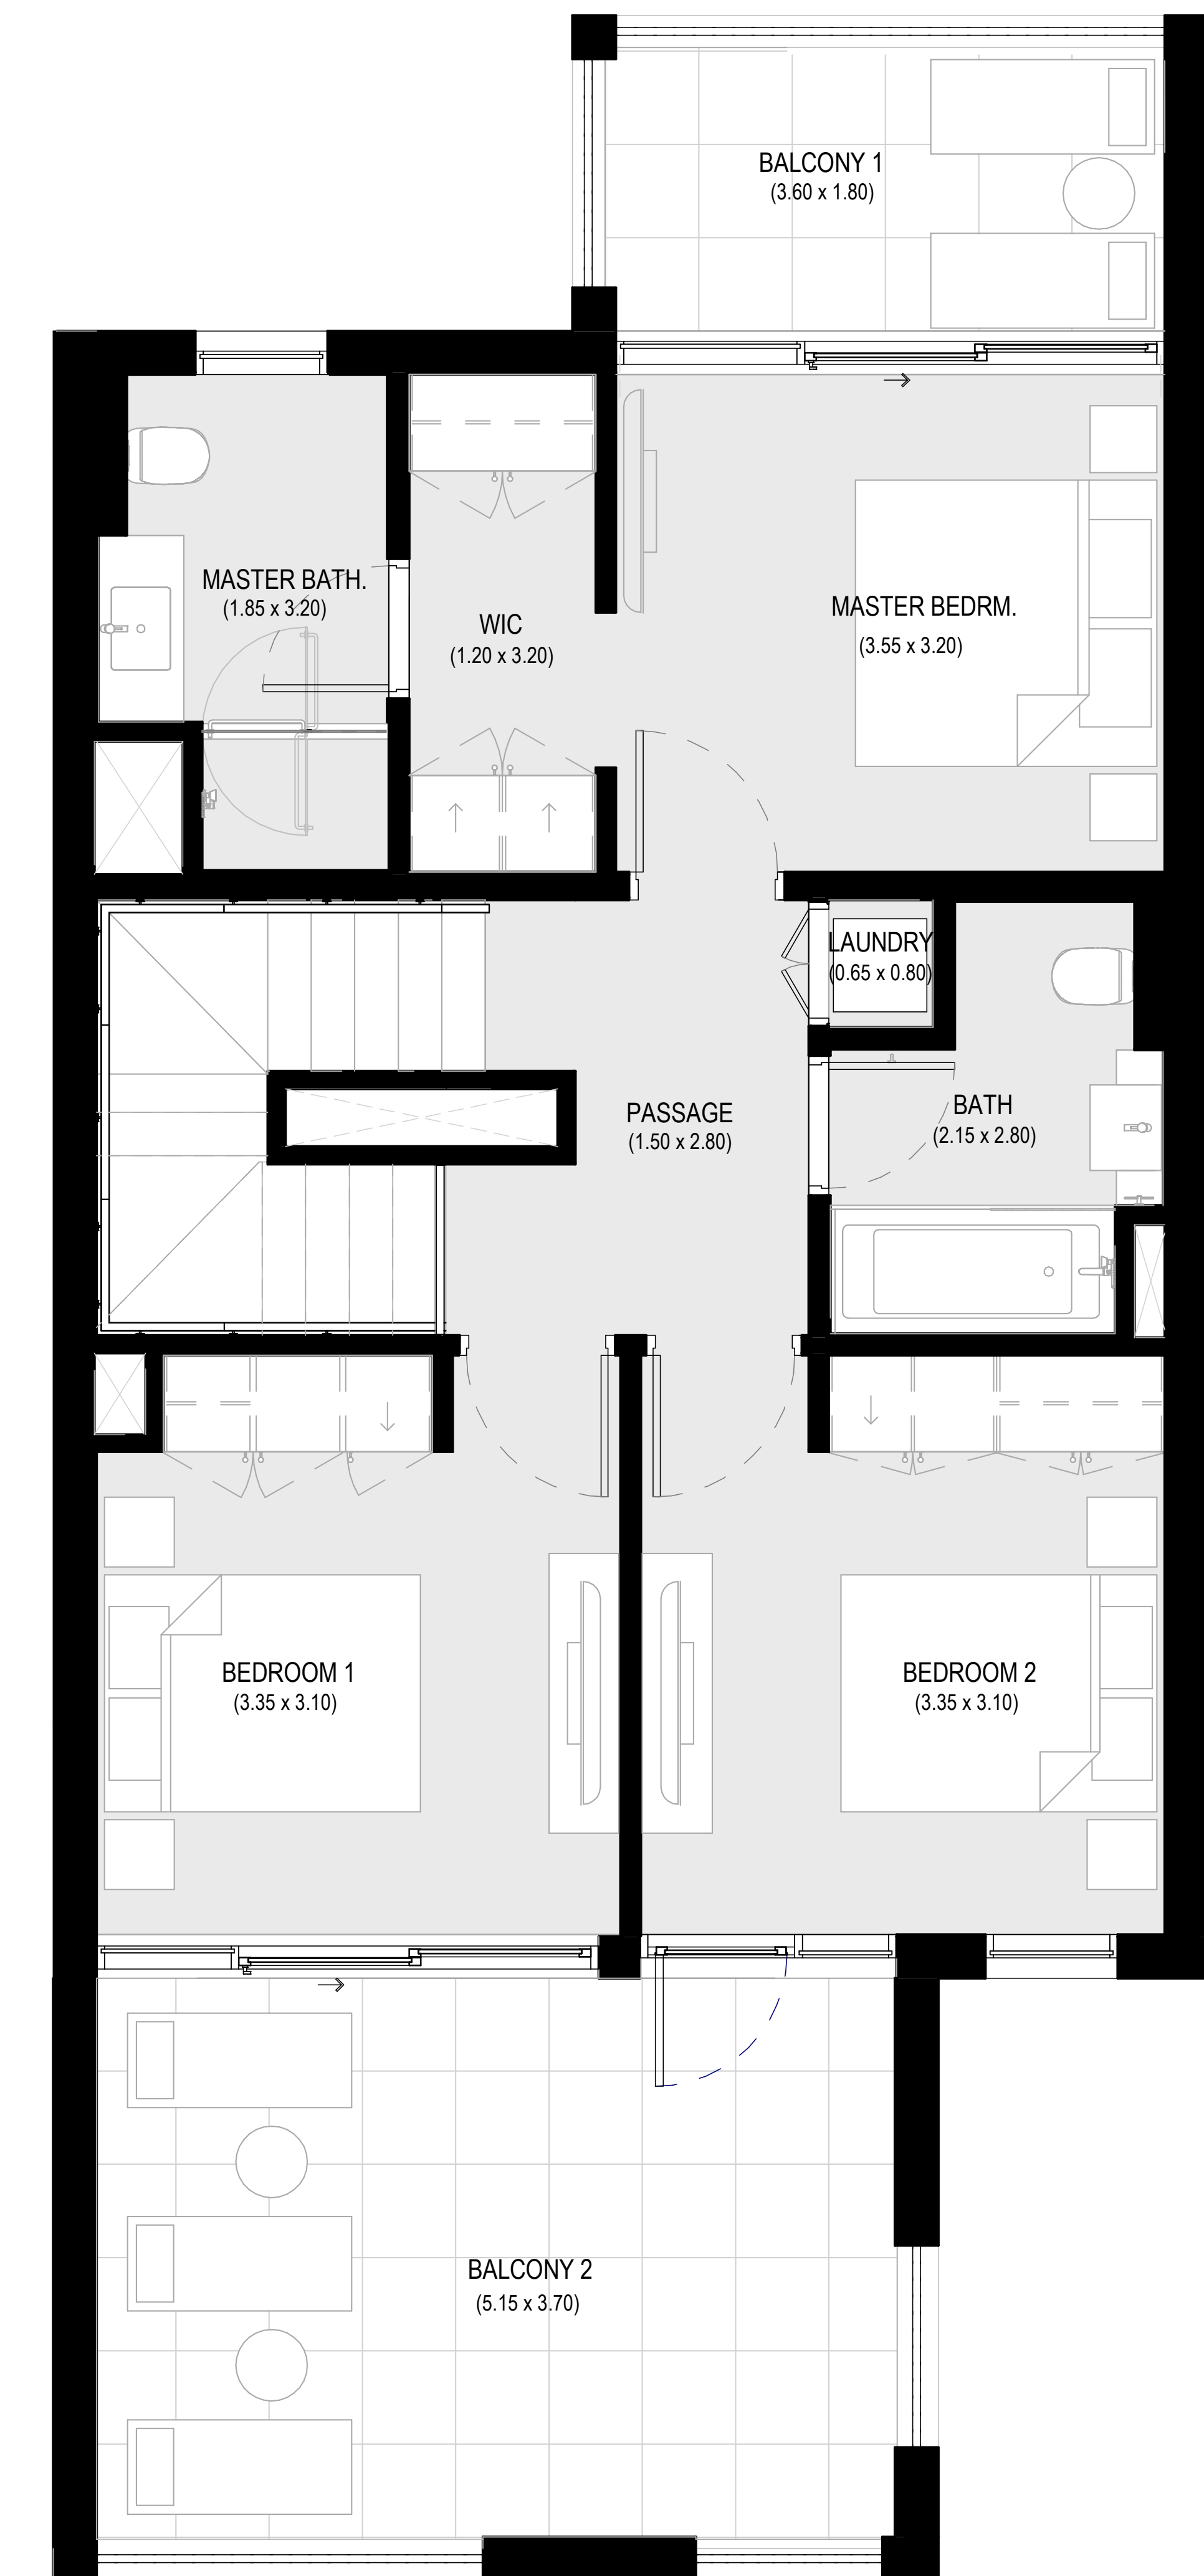 BALCONY 1
(3.60 x 1.80)
MASTER BATH.
(1.85 x 3.20)
WIC
(1.20 x 3.20)
MASTER BEDRM.
(3.55 x 3.20)
LAUNDRY
(0.65 x 0.80)
PASSAGE
(1.50 x 2.80)
BATH
(2.15 x 2.80)
BEDROOM 1
(3.35 x 3.10)
BEDROOM 2
(3.35 x 3.10)
BALCONY 2
(5.15 x 3.70)